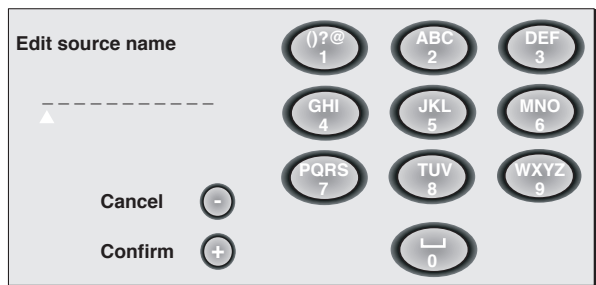 Edit source name
()?@
1
ABC
2
DEF
3
GHI
4
JKL
5
MNO
6
PQRS
7
TUV
8
WXYZ
9
Cancel -
Confirm +
0